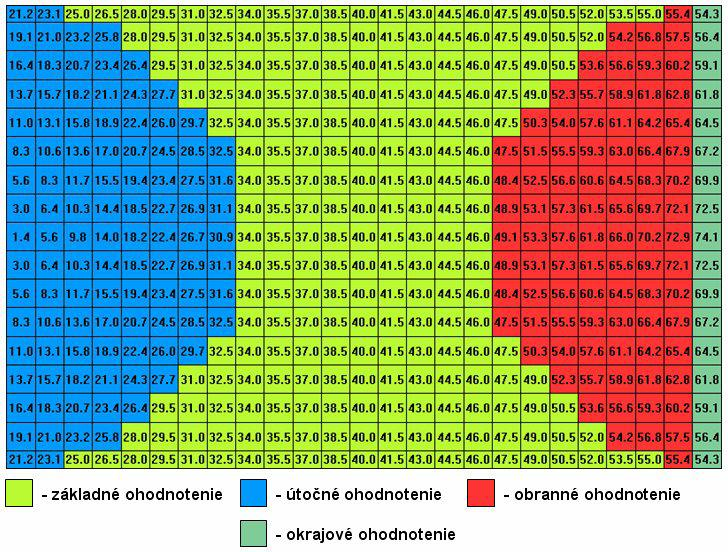 21.2 23.1 25.0 26.5 28.0 29.5 31.0 32.5 34.0 35.5 37.0 38.5 40.0 41.5 43.0 44.5 46.0 47.5 49.0 50.5 52.0 53.5 55.0 55.4 54.3
19.1 21.0 23.2 25.8 28.0 29.5 31.0 32.5 34.0 35.5 37.0 38.5 40.0 41.5 43.0 44.5 46.0 47.5 49.0 50.5 52.0 54.2 56.8 57.5 56.4
16.4 18.3 20.7 23.4 26.4 29.5 31.0 32.5 34.0 35.5 37.0 38.5 40.0 41.5 43.0 44.5 46.0 47.5 49.0 50.5 53.6 56.6 59.3 60.2 59.1
13.7 15.7 18.2 21.1 24.3 27.7 31.0 32.5 34.0 35.5 37.0 38.5 40.0 41.5 43.0 44.5 46.0 47.5 49.0 52.3 55.7 58.9 61.8 62.8 61.8
11.0 13.1 15.8 18.9 22.4 26.0 29.7 32.5 34.0 35.5 37.0 38.5 40.0 41.5 43.0 44.5 46.0 47.5 50.3 54.0 57.6 61.1 64.2 65.4 64.5
8.3 10.6 13.6 17.0 20.7 24.5 28.5 32.5 34.0 35.5 37.0 38.5 40.0 41.5 43.0 44.5 46.0 47.5 51.5 55.5 59.3 63.0 66.4 67.9 67.2
5.6 8.3 11.7 15.5 19.4 23.4 27.5 31.6 34.0 35.5 37.0 38.5 40.0 41.5 43.0 44.5 46.0 48.4 52.5 56.6 60.6 64.5 68.3 70.2 69.9
3.0 6.4 10.3 14.4 18.5 22.7 26.9 31.1 34.0 35.5 37.0 38.5 40.0 41.5 43.0 44.5 46.0 48.9 53.1 57.3 61.5 65.6 69.7 72.1 72.5
1.4 5.6 9.8 14.0 18.2 22.4 26.7 30.9 34.0 35.5 37.0 38.5 40.0 41.5 43.0 44.5 46.0 49.1 53.3 57.6 61.8 66.0 70.2 72.9 74.1
3.0 6.4 10.3 14.4 18.5 22.7 26.9 31.1 34.0 35.5 37.0 38.5 40.0 41.5 43.0 44.5 46.0 48.9 53.1 57.3 61.5 65.6 69.7 72.1 72.5
5.6 8.3 11.7 15.5 19.4 23.4 27.5 31.6 34.0 35.5 37.0 38.5 40.0 41.5 43.0 44.5 46.0 48.4 52.5 56.6 60.6 64.5 68.3 70.2 69.9
8.3 10.6 13.6 17.0 20.7 24.5 28.5 32.5 34.0 35.5 37.0 38.5 40.0 41.5 43.0 44.5 46.0 47.5 51.5 55.5 59.3 63.0 66.4 67.9 67.2
11.0 13.1 15.8 18.9 22.4 26.0 29.7 32.5 34.0 35.5 37.0 38.5 40.0 41.5 43.0 44.5 46.0 47.5 50.3 54.0 57.6 61.1 64.2 65.4 64.5
13.7 15.7 18.2 21.1 24.3 27.7 31.0 32.5 34.0 35.5 37.0 38.5 40.0 41.5 43.0 44.5 46.0 47.5 49.0 52.3 55.7 58.9 61.8 62.8 61.8
16.4 18.3 20.7 23.4 26.4 29.5 31.0 32.5 34.0 35.5 37.0 38.5 40.0 41.5 43.0 44.5 46.0 47.5 49.0 50.5 53.6 56.6 59.3 60.2 59.1
19.1 21.0 23.2 25.8 28.0 29.5 31.0 32.5 34.0 35.5 37.0 38.5 40.0 41.5 43.0 44.5 46.0 47.5 49.0 50.5 52.0 54.2 56.8 57.5 56.4
21.2 23.1 25.0 26.5 28.0 29.5 31.0 32.5 34.0 35.5 37.0 38.5 40.0 41.5 43.0 44.5 46.0 47.5 49.0 50.5 52.0 53.5 55.0 55.4 54.3
- základné ohodnotenie - útočné ohodnotenie - obranné ohodnotenie
- okrajové ohodnotenie